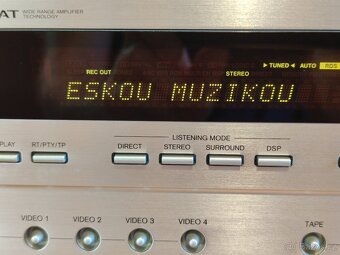 AT WIDE RANGE AMPLIFIER
TECHNOLOGY
TUNED AUTO RDS
REC OUT STEREO
ESKOU MUZIKOU
LISTENING MODE
PLAY RT/PTY/TP DIRECT STEREO SURROUND DSP
VIDEO 1 VIDEO 2 VIDEO 3 VIDEO 4 TAPE